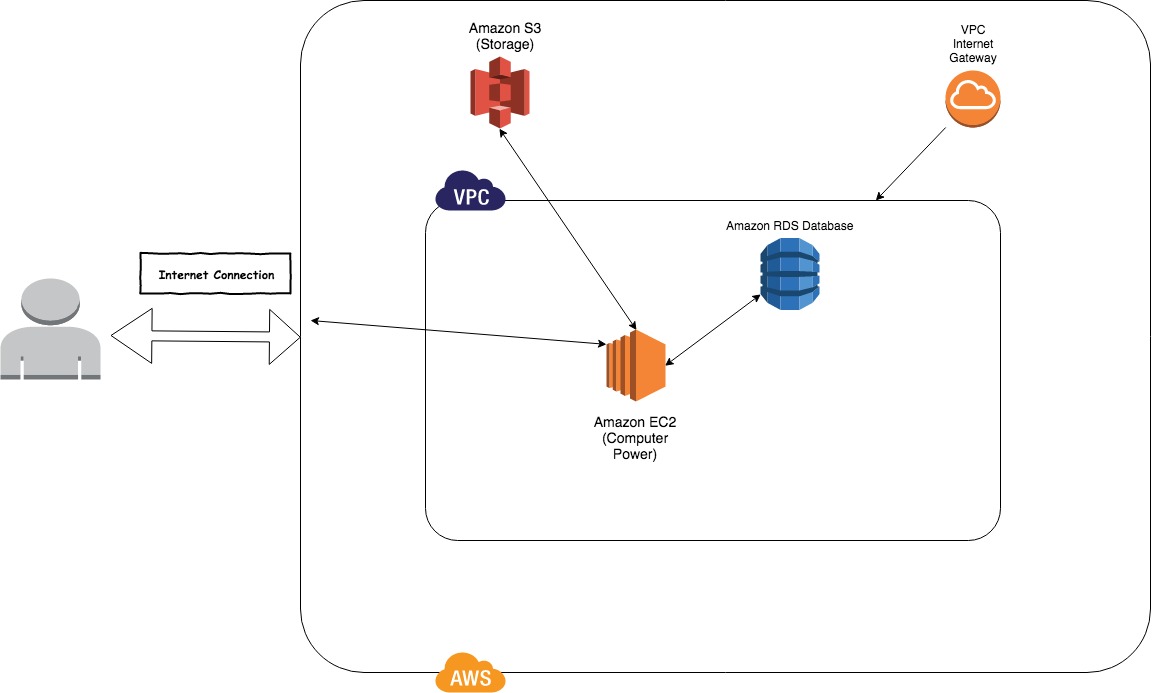 Amazon S3
(Storage)
VPC
Internet
Gateway
VPC
Amazon RDS Database
Internet Connection
Amazon EC2
(Computer
Power)
AWS